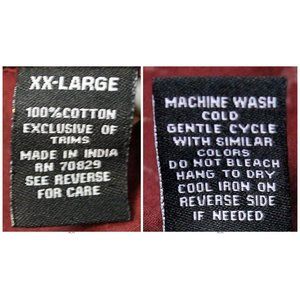 XX-LARGE
100%COTTON
EXCLUSIVE OF
TRIMS
MADE IN INDIA
RN 70829
SEE REVERSE
FOR CARE
MACHINE WASH
COLD
GENTLE CYCLE
WITH SIMILAR
COLORS
DO NOT BLEACH
HANG TO DRY
COOL IRON ON
REVERSE SIDE
IF NEEDED